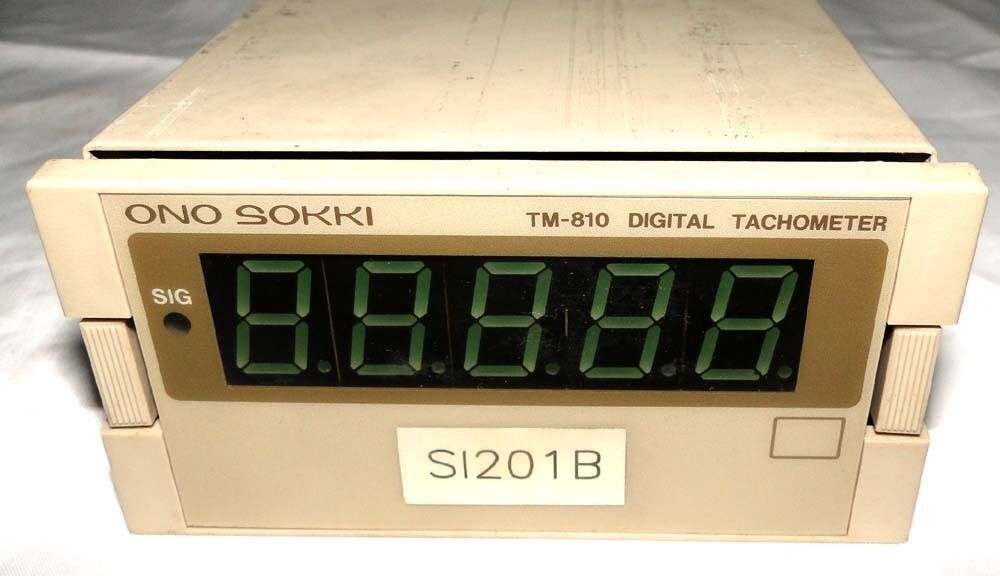 ONO SOKKI
TM-810 DIGITAL TACHOMETER
SIG
SI201B